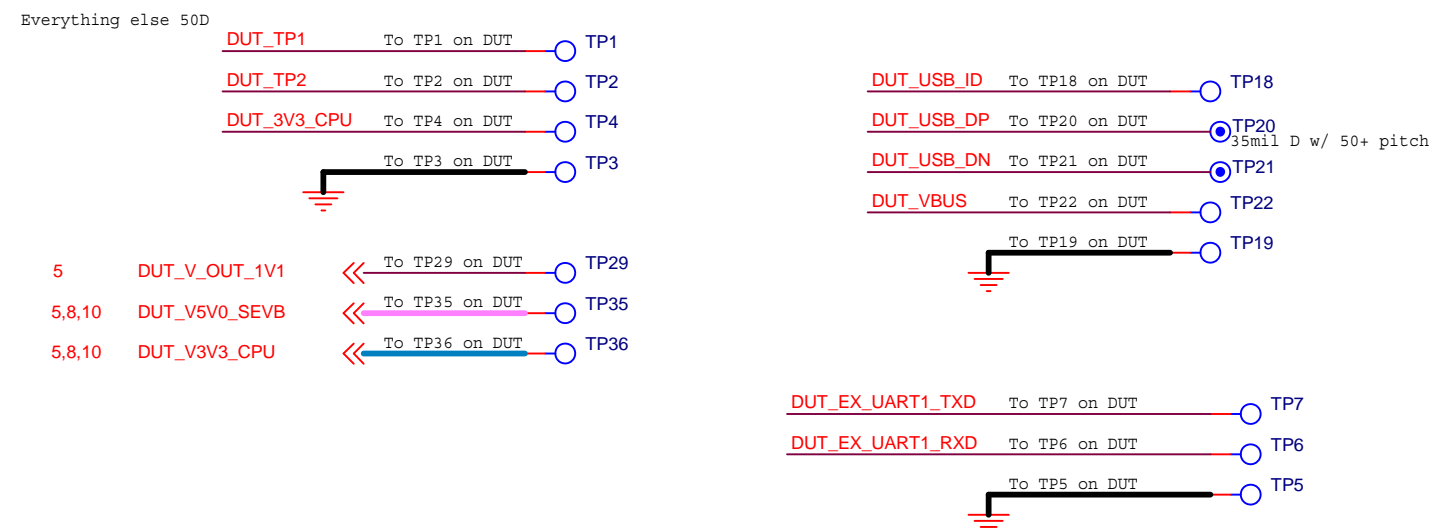 Everything else 50D
DUT_TP1 To TP1 on DUT TP1
DUT_TP2 To TP2 on DUT TP2
DUT_3V3_CPU To TP4 on DUT TP4
To TP3 on DUT TP3
5 DUT_V_OUT_1V1 To TP29 on DUT TP29
5,8,10 DUT_V5V0_SEVB To TP35 on DUT TP35
5,8,10 DUT_V3V3_CPU To TP36 on DUT TP36
DUT_USB_ID To TP18 on DUT TP18
DUT_USB_DP To TP20 on DUT TP20
35mil D w/ 50+ pitch
DUT_USB_DN To TP21 on DUT TP21
DUT_VBUS To TP22 on DUT TP22
To TP19 on DUT TP19
DUT_EX_UART1_TXD To TP7 on DUT TP7
DUT_EX_UART1_RXD To TP6 on DUT TP6
To TP5 on DUT TP5